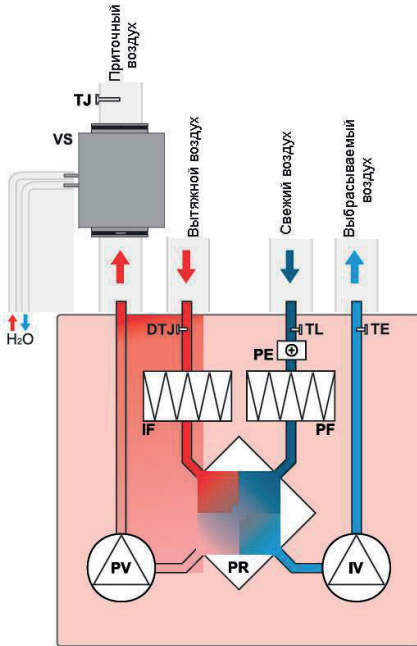 Приточный
воздух
TJ
VS
Вытяжной воздух
Свежий воздух
Выбрасываемый
воздух
H₂O
DTJ
TL
TE
PE
IF
PF
PV
PR
IV